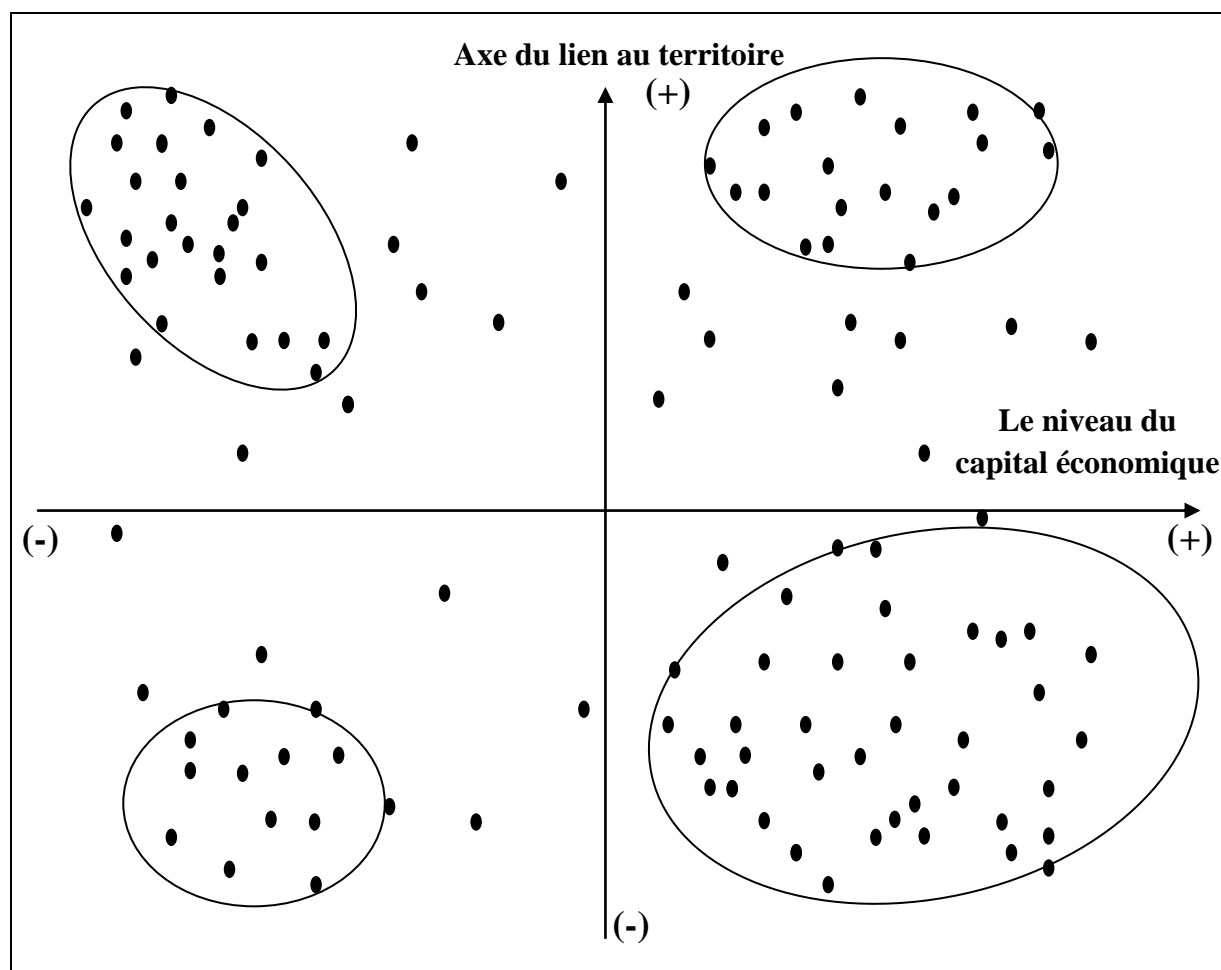 Axe du lien au territoire
(+)
Le niveau du
capital économique
(-)
(+)
(-)